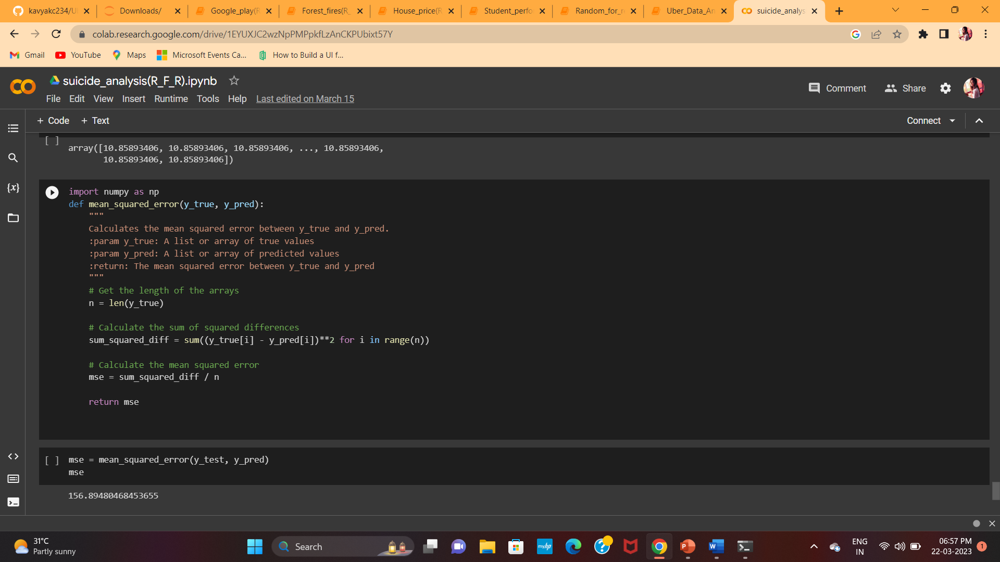 kavyakc234/U
Downloads/
Google_play(R
Forest_fires(R_
House_price(R
Student_perfo
Random_for_r
Uber_Data_An
suicide_analys
colab.research.google.com/drive/1EYUXJC2wzNpPMPpkfLzAnCKPUbixt57Y
Gmail
YouTube
Maps
Microsoft Events Ca...
How to Build a UI f...
suicide_analysis(R_F_R).ipynb
Comment
Share
File Edit View Insert Runtime Tools Help Last edited on March 15
+ Code + Text
Connect
[ ]
array([10.85893406, 10.85893406, 10.85893406, ..., 10.85893406,
10.85893406, 10.85893406])
{x}
import numpy as np
def mean_squared_error(y_true, y_pred):
"""
Calculates the mean squared error between y_true and y_pred.
:param y_true: A list or array of true values
:param y_pred: A list or array of predicted values
:return: The mean squared error between y_true and y_pred
"""
# Get the length of the arrays
n = len(y_true)
# Calculate the sum of squared differences
sum_squared_diff = sum((y_true[i] - y_pred[i])**2 for i in range(n))
# Calculate the mean squared error
mse = sum_squared_diff / n
return mse
[ ] mse = mean_squared_error(y_test, y_pred)
mse
156.89480468453655
31°C
Partly sunny
Search
myhp
ENG
IN
06:57 PM
22-03-2023
1